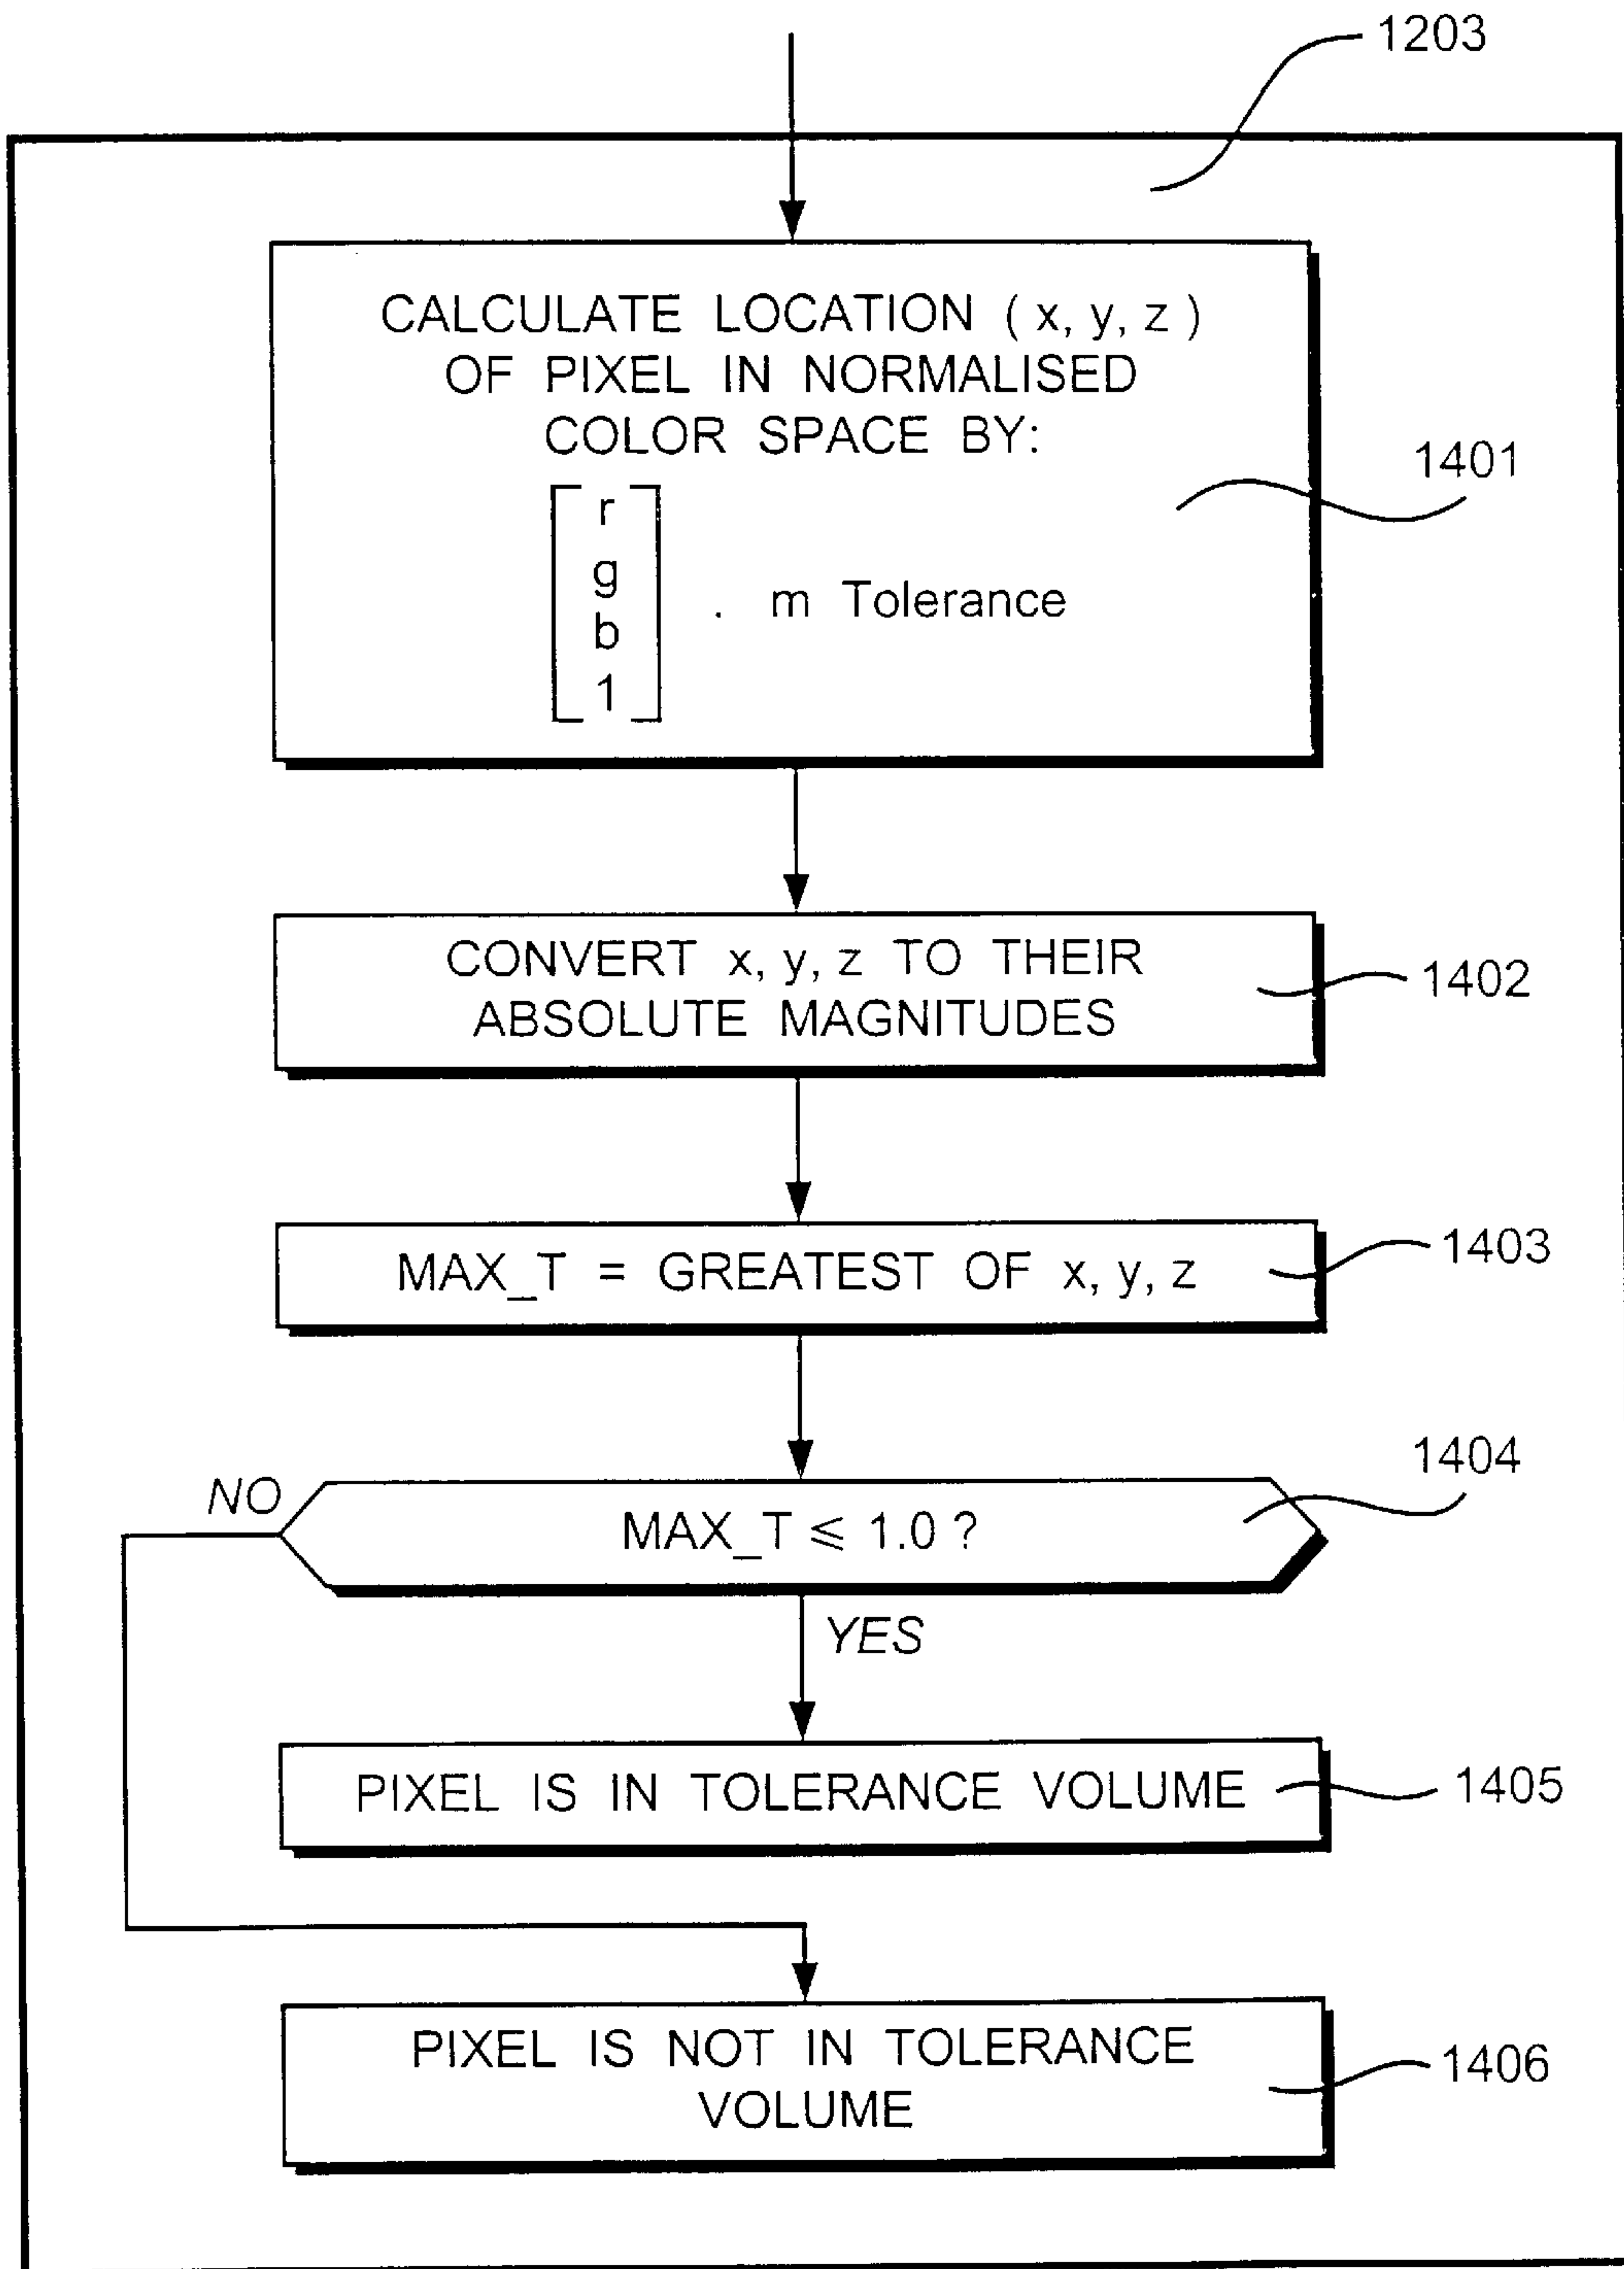 1203
CALCULATE LOCATION ( x, y, z )
OF PIXEL IN NORMALISED
COLOR SPACE BY:
1401
r
g
b
1
. m Tolerance
CONVERT x, y, z TO THEIR
ABSOLUTE MAGNITUDES
1402
MAX_T = GREATEST OF x, y, z
1403
1404
NO
MAX_T ⩽ 1.0 ?
YES
PIXEL IS IN TOLERANCE VOLUME
1405
PIXEL IS NOT IN TOLERANCE
VOLUME
1406